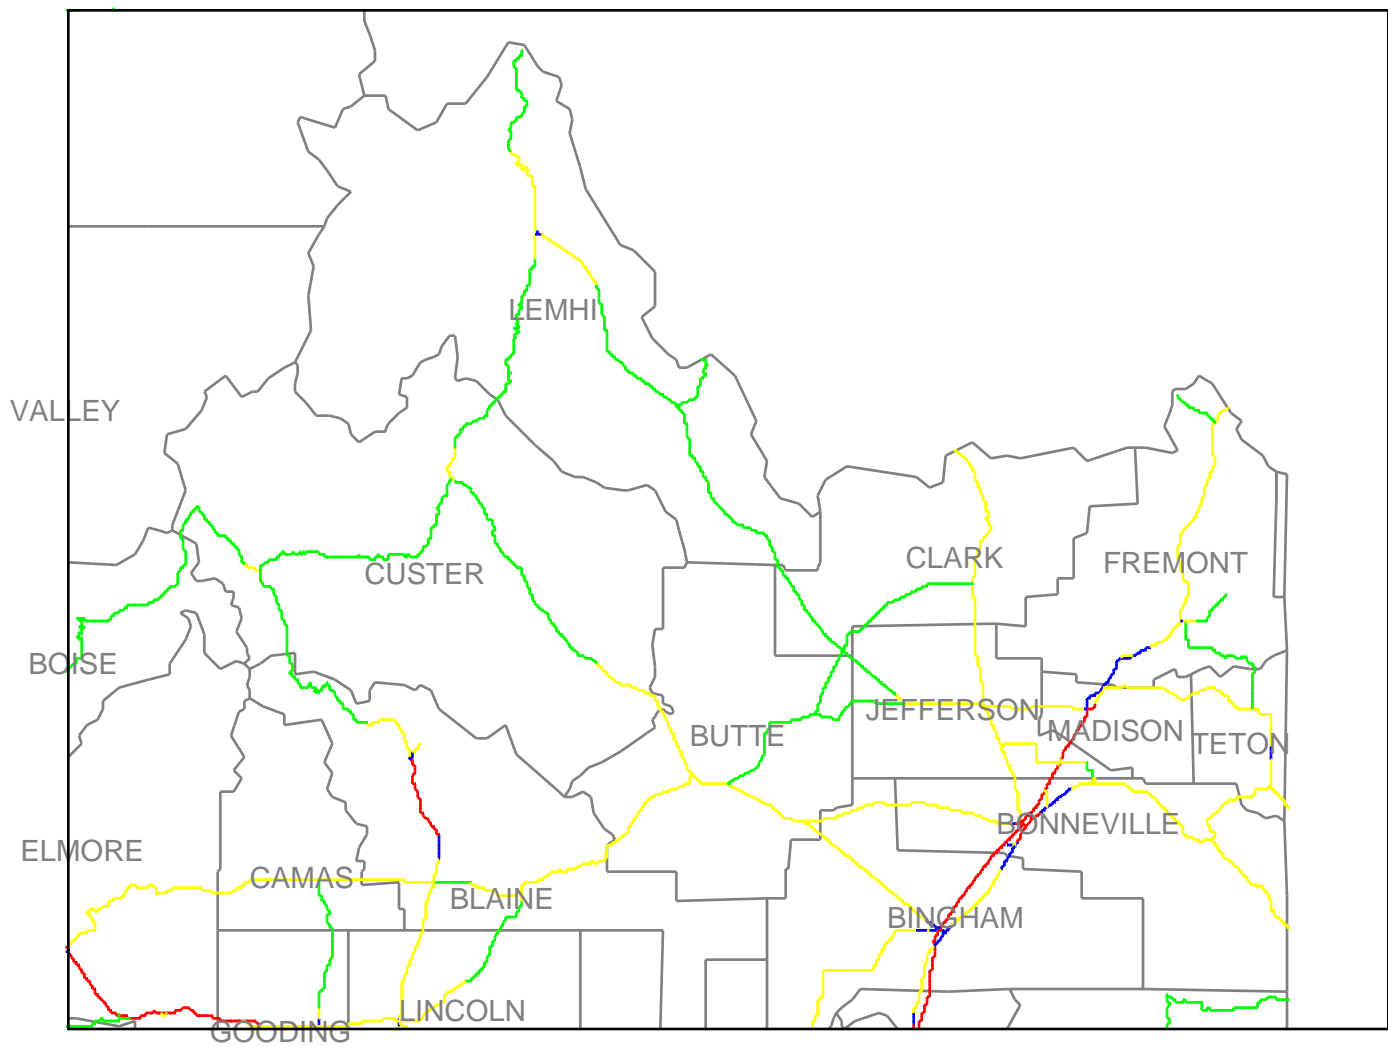 LEMHI
VALLEY
CLARK
FREMONT
CUSTER
BOISE
JEFFERSON
MADISON
BUTTE
TETON
BONNEVILLE
ELMORE
CAMAS
BLAINE
BINGHAM
LINCOLN
GOODING